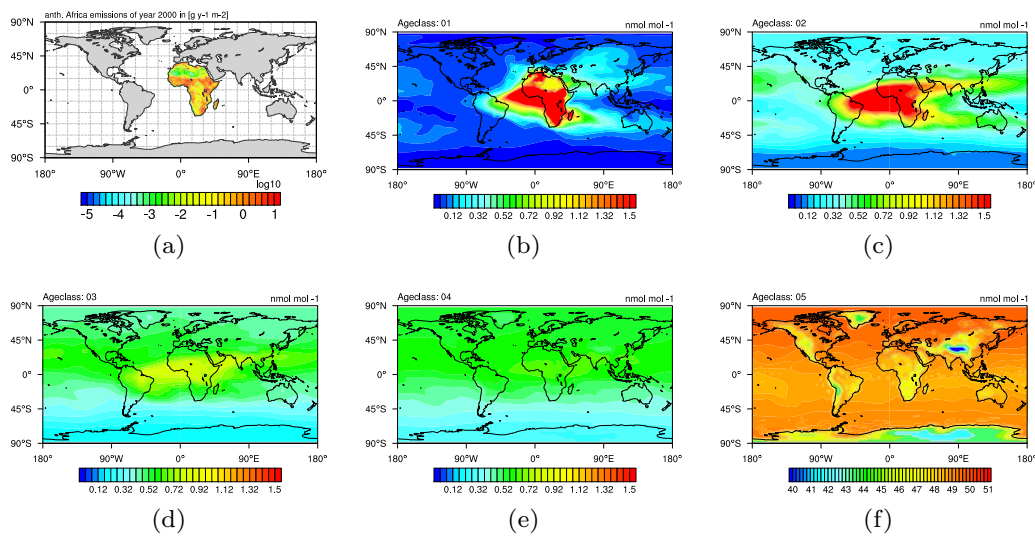 anth. Africa emissions of year 2000 in [g y-1 m-2]
90°N
45°N
0°
45°S
90°S
180° 90°W 0° 90°E 180°
log10
-5 -4 -3 -2 -1 0 1
(a)
Ageclass: 01 nmol mol -1
90°N
45°N
0°
45°S
90°S
180° 90°W 0° 90°E 180°
0.12 0.32 0.52 0.72 0.92 1.12 1.32 1.5
(b)
Ageclass: 02 nmol mol -1
90°N
45°N
0°
45°S
90°S
180° 90°W 0° 90°E 180°
0.12 0.32 0.52 0.72 0.92 1.12 1.32 1.5
(c)
Ageclass: 03 nmol mol -1
90°N
45°N
0°
45°S
90°S
180° 90°W 0° 90°E 180°
0.12 0.32 0.52 0.72 0.92 1.12 1.32 1.5
(d)
Ageclass: 04 nmol mol -1
90°N
45°N
0°
45°S
90°S
180° 90°W 0° 90°E 180°
0.12 0.32 0.52 0.72 0.92 1.12 1.32 1.5
(e)
Ageclass: 05 nmol mol -1
90°N
45°N
0°
45°S
90°S
180° 90°W 0° 90°E 180°
40 41 42 43 44 45 46 47 48 49 50 51
(f)